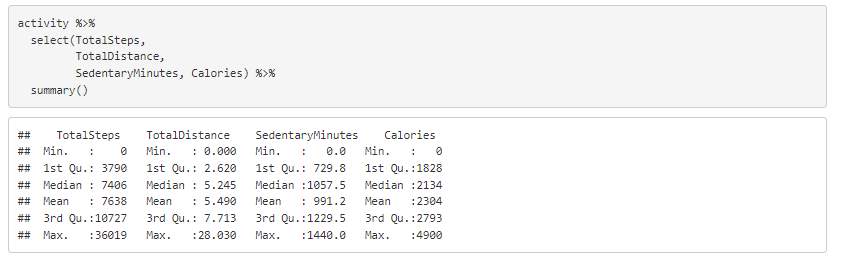 activity %>%
  select(TotalSteps,
         TotalDistance,
         SedentaryMinutes, Calories) %>%
  summary()
##    TotalSteps    TotalDistance    SedentaryMinutes    Calories
##  Min.   :    0   Min.   : 0.000   Min.   :   0.0   Min.   :   0
##  1st Qu.: 3790   1st Qu.: 2.620   1st Qu.: 729.8   1st Qu.:1828
##  Median : 7406   Median : 5.245   Median :1057.5   Median :2134
##  Mean   : 7638   Mean   : 5.490   Mean   : 991.2   Mean   :2304
##  3rd Qu.:10727   3rd Qu.: 7.713   3rd Qu.:1229.5   3rd Qu.:2793
##  Max.   :36019   Max.   :28.030   Max.   :1440.0   Max.   :4900